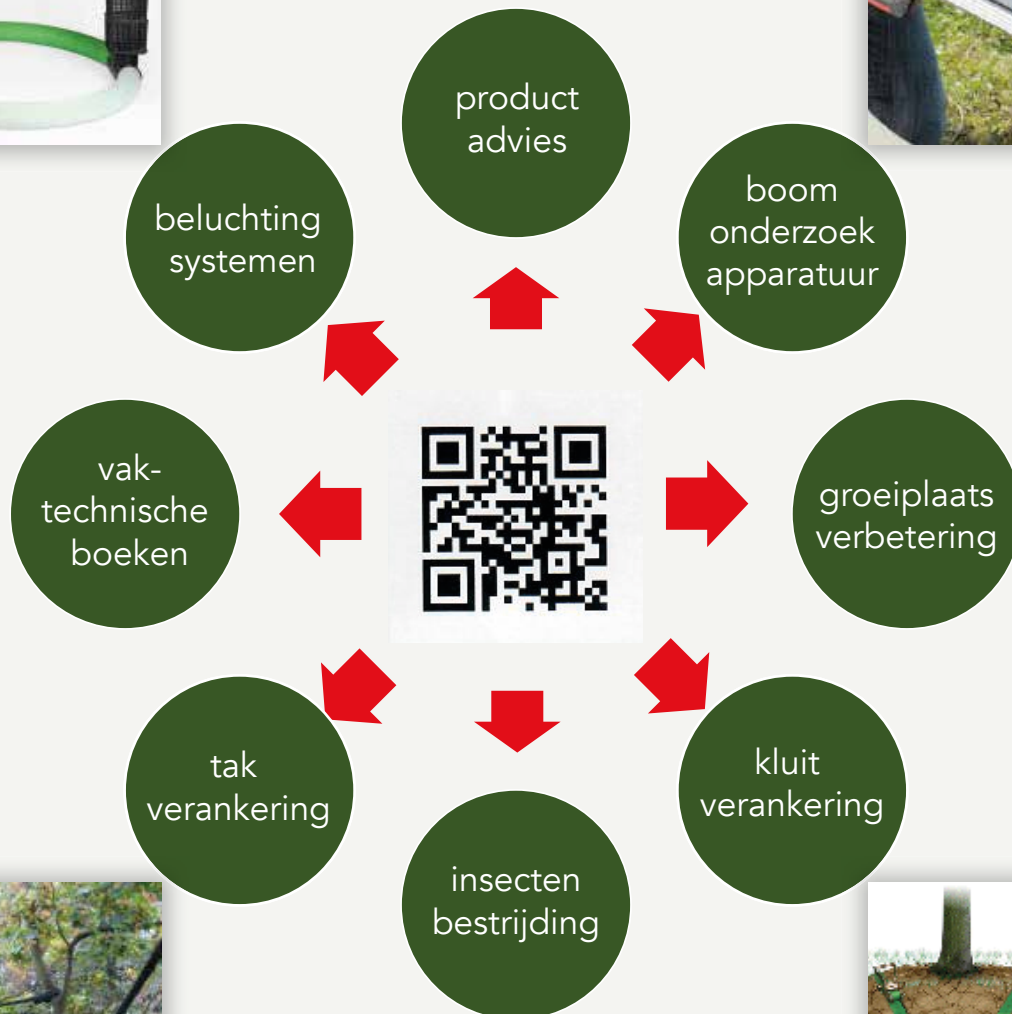 product
advies
boom
onderzoek
apparatuur
groeiplaats
verbetering
kluit
verankering
insecten
bestrijding
tak
verankering
vak-
technische
boeken
beluchting
systemen